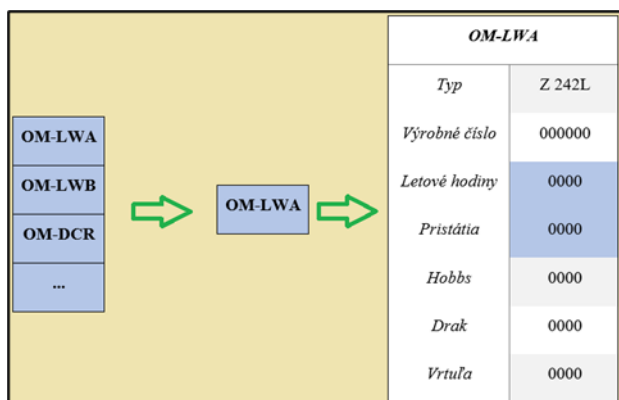 OM-LWA
OM-LWB
OM-DCR
...
OM-LWA
OM-LWA
Typ Z 242L
Výrobné číslo 000000
Letové hodiny 0000
Pristátia 0000
Hobbs 0000
Drak 0000
Vrtuľa 0000